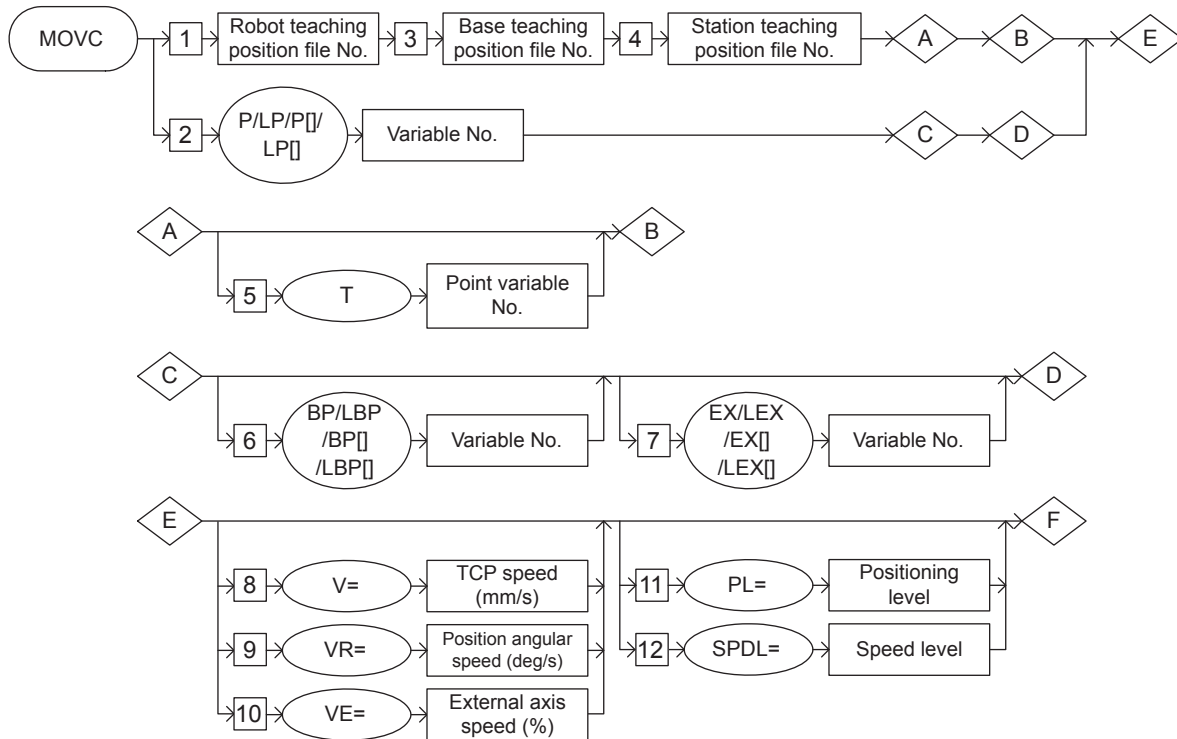 MOVC
1
Robot teaching
position file No.
3
Base teaching
position file No.
4
Station teaching
position file No.
A
B
E
2
P/LP/P[]/
LP[]
Variable No.
C
D
A
B
5
T
Point variable
No.
C
D
6
BP/LBP
/BP[]
/LBP[]
Variable No.
7
EX/LEX
/EX[]
/LEX[]
Variable No.
E
F
8
V=
TCP speed
(mm/s)
11
PL=
Positioning
level
9
VR=
Position angular
speed (deg/s)
12
SPDL=
Speed level
10
VE=
External axis
speed (%)